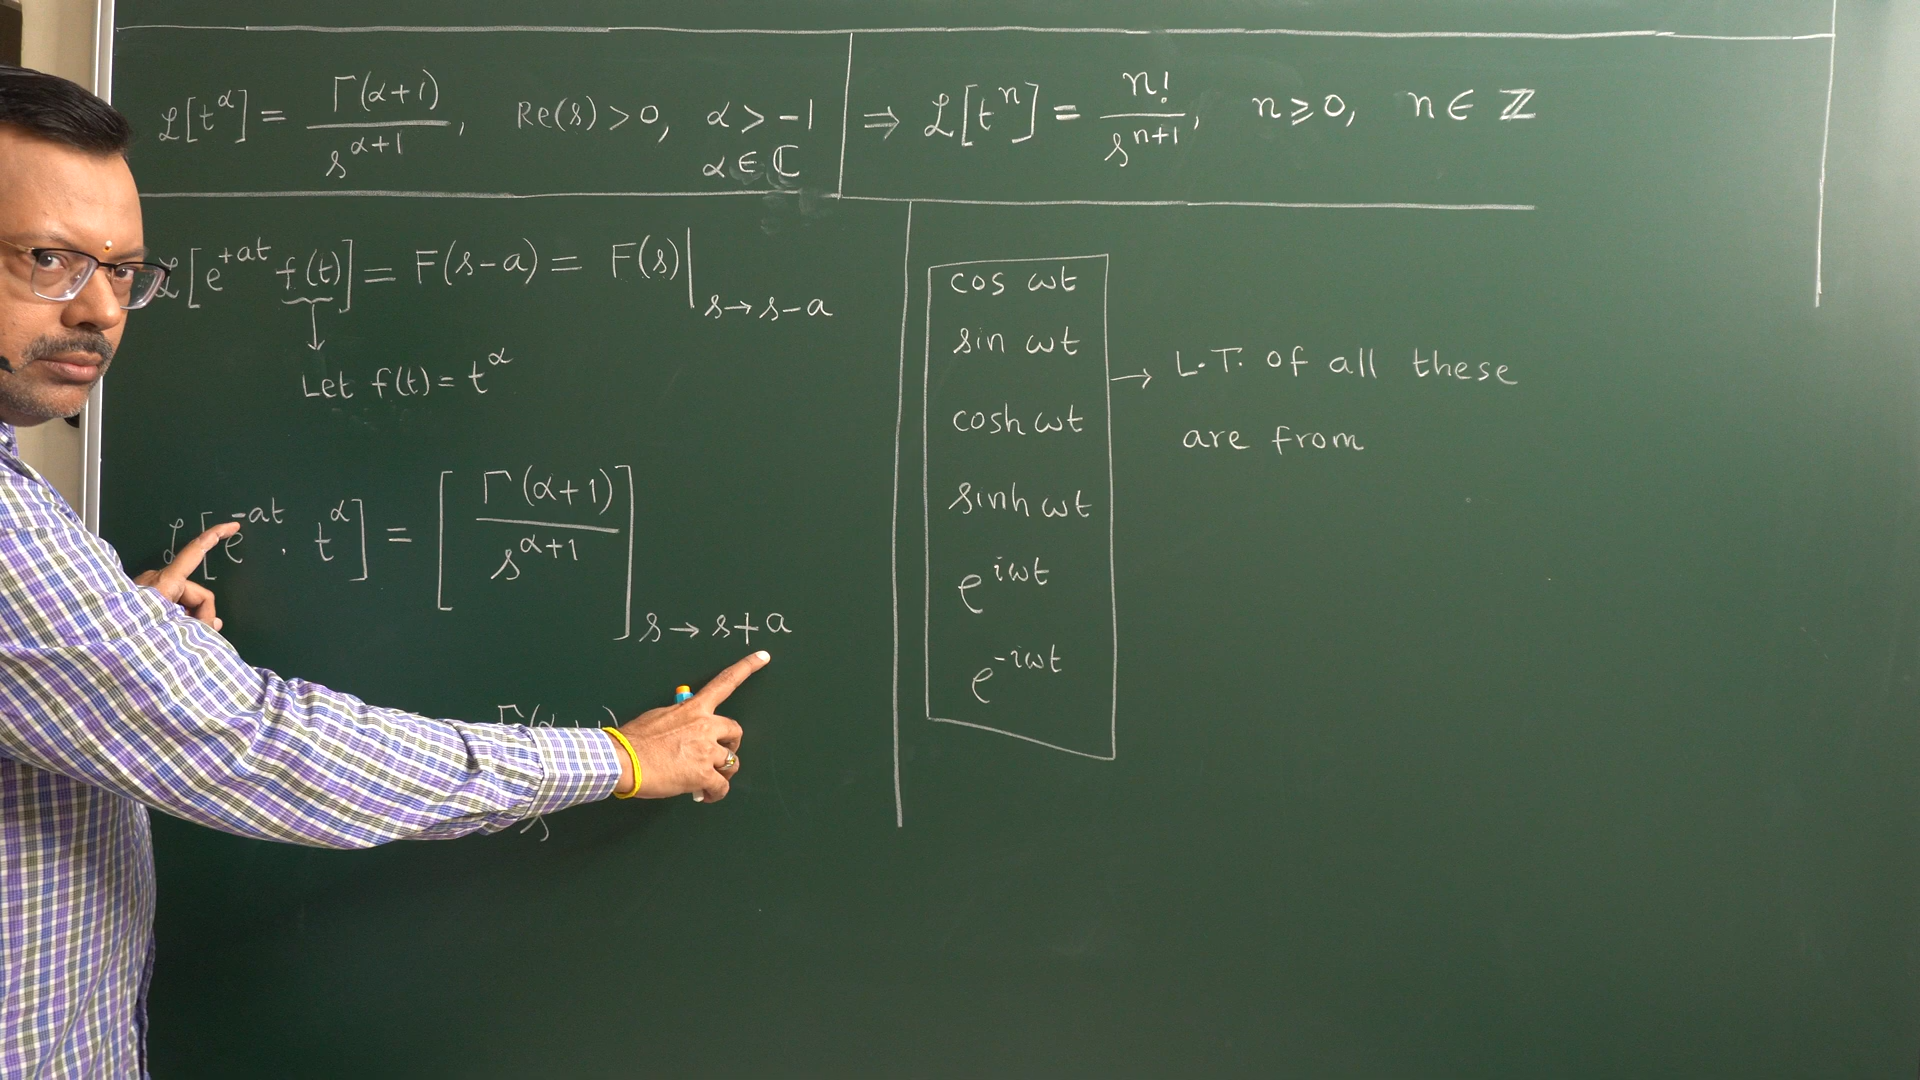 ℒ[t^α] = Γ(α+1) / s^(α+1), Re(s) > 0, α > -1
α ∈ ℂ
⇒ ℒ[t^n] = n! / s^(n+1), n ⩾ 0, n ∈ ℤ
ℒ[e^(+at) f(t)] = F(s-a) = F(s)|_(s→s-a)
↓
Let f(t) = t^α
ℒ[e^(-at) . t^α] = [Γ(α+1) / s^(α+1)]_(s→s+a)
cos ωt
sin ωt
cosh ωt
sinh ωt
e^(iωt)
e^(-iωt)
→ L.T. of all these
are from